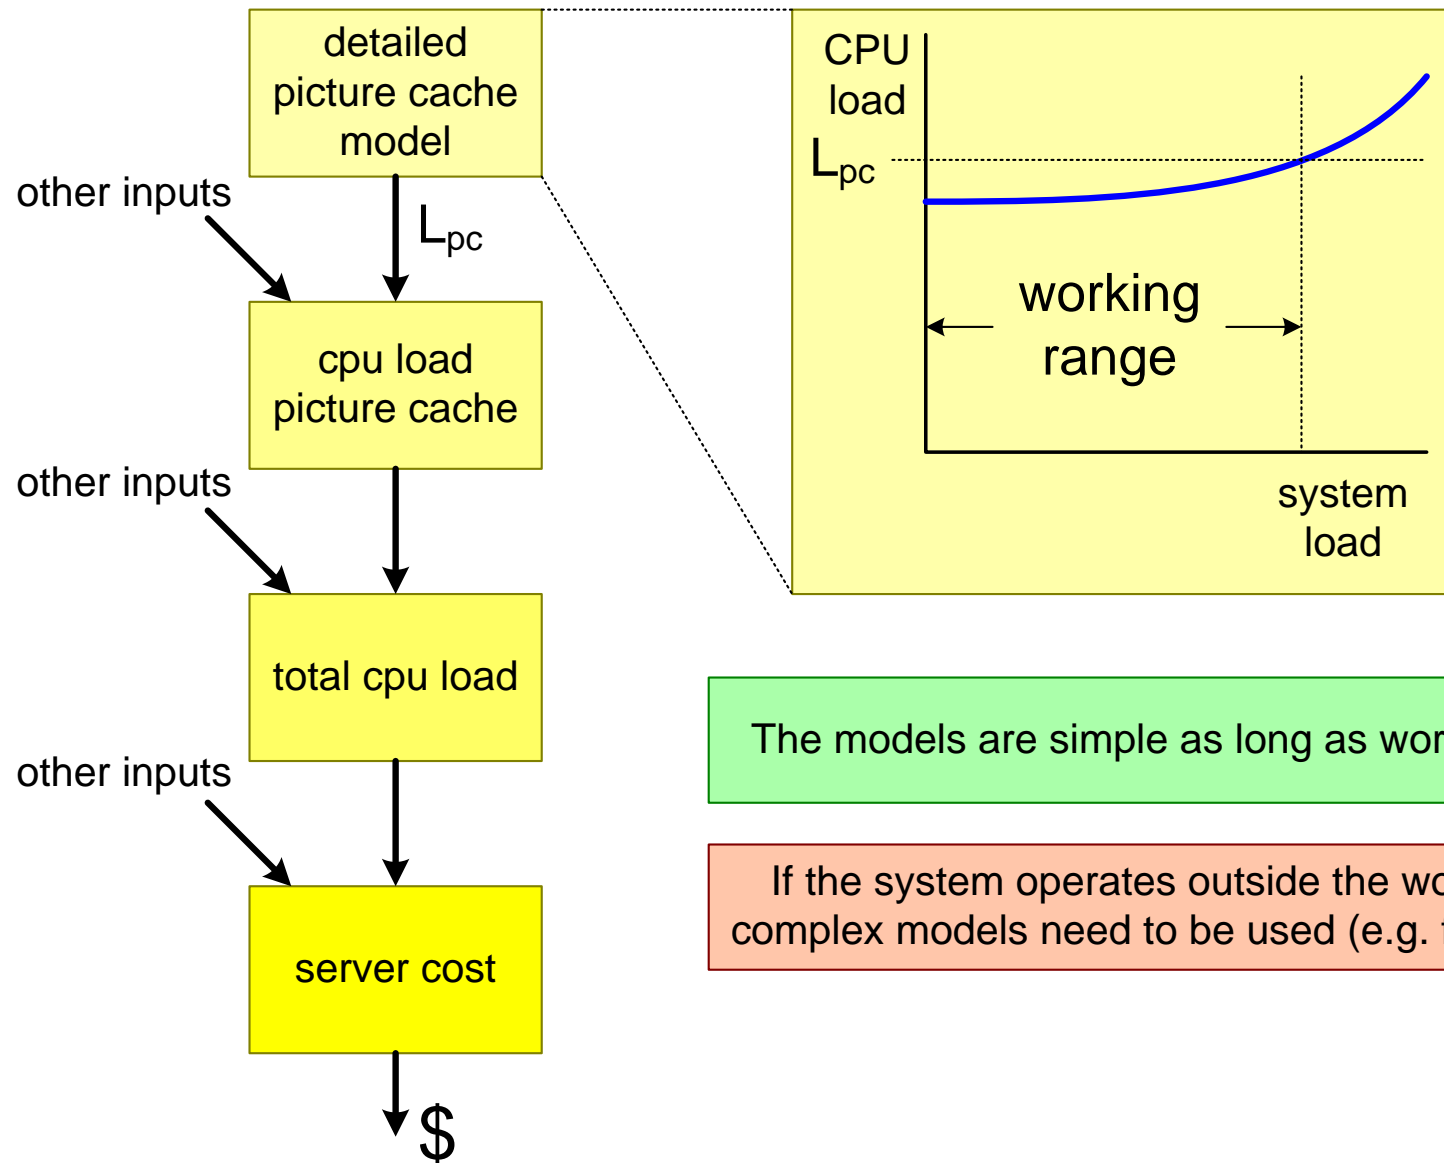 detailed
picture cache
model
other inputs
Lpc
cpu load
picture cache
other inputs
total cpu load
other inputs
server cost
$
CPU
load
Lpc
working
range
system
load
The models are simple as long as
If the system operates outside the
complex models need to be used (e.g.